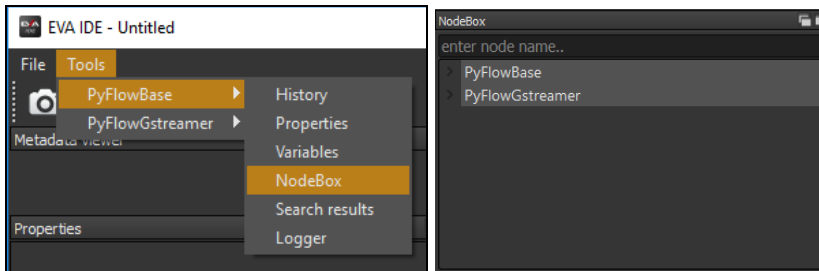 EVA IDE - Untitled
File Tools
PyFlowBase
PyFlowGstreamer
History
Properties
Variables
NodeBox
Search results
Logger
Metadata viewer
Properties
NodeBox
enter node name..
PyFlowBase
PyFlowGstreamer